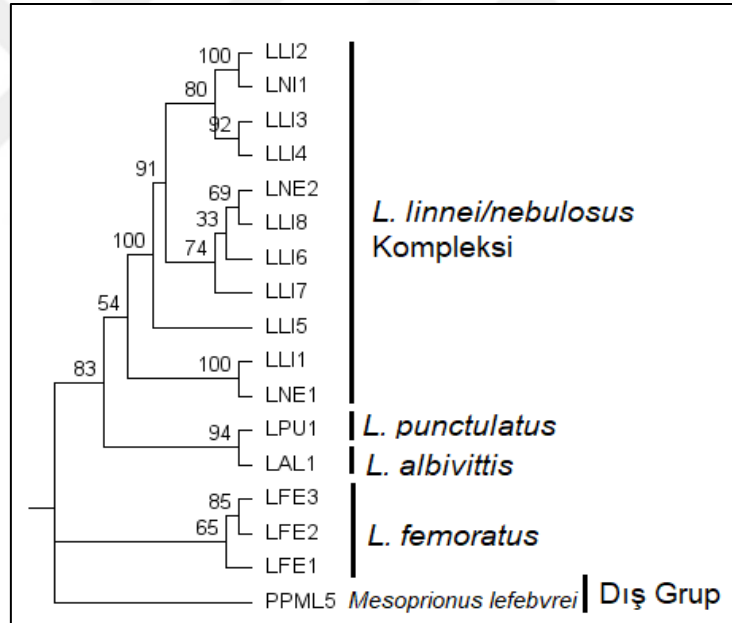 100 LLI2
LNI1
80
92 LLI3
LLI4
91
69 LNE2
33 LLI8
74 LLI6
LLI7
100
LLI5
54
100 LLI1
LNE1
83
94 LPU1
LAL1
85 LFE3
65 LFE2
LFE1
PPML5 Mesoprionus lefebvrei
L. linnei/nebulosus
Kompleksi
L. punctulatus
L. albivittis
L. femoratus
Dış Grup